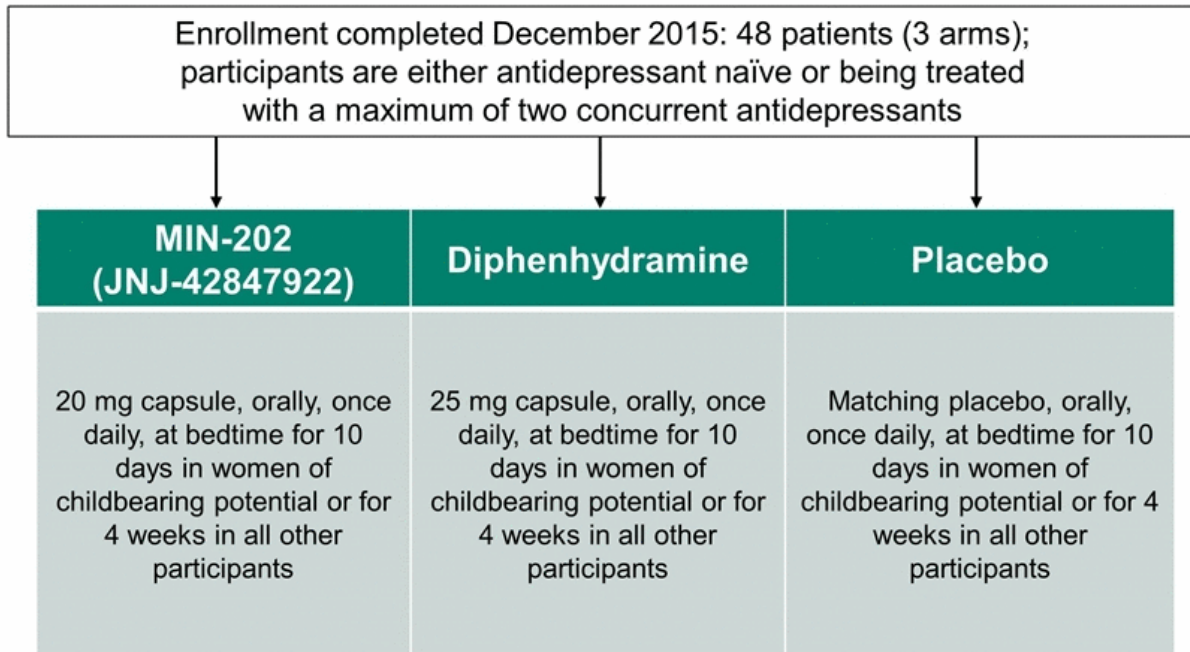 Enrollment completed December 2015: 48 patients (3 arms);
participants are either antidepressant naïve or being treated
with a maximum of two concurrent antidepressants
MIN-202
(JNJ-42847922)
Diphenhydramine
Placebo
20 mg capsule, orally, once
daily, at bedtime for 10
days in women of
childbearing potential or for
4 weeks in all other
participants
25 mg capsule, orally, once
daily, at bedtime for 10
days in women of
childbearing potential or for
4 weeks in all other
participants
Matching placebo, orally,
once daily, at bedtime for 10
days in women of
childbearing potential or for 4
weeks in all other
participants